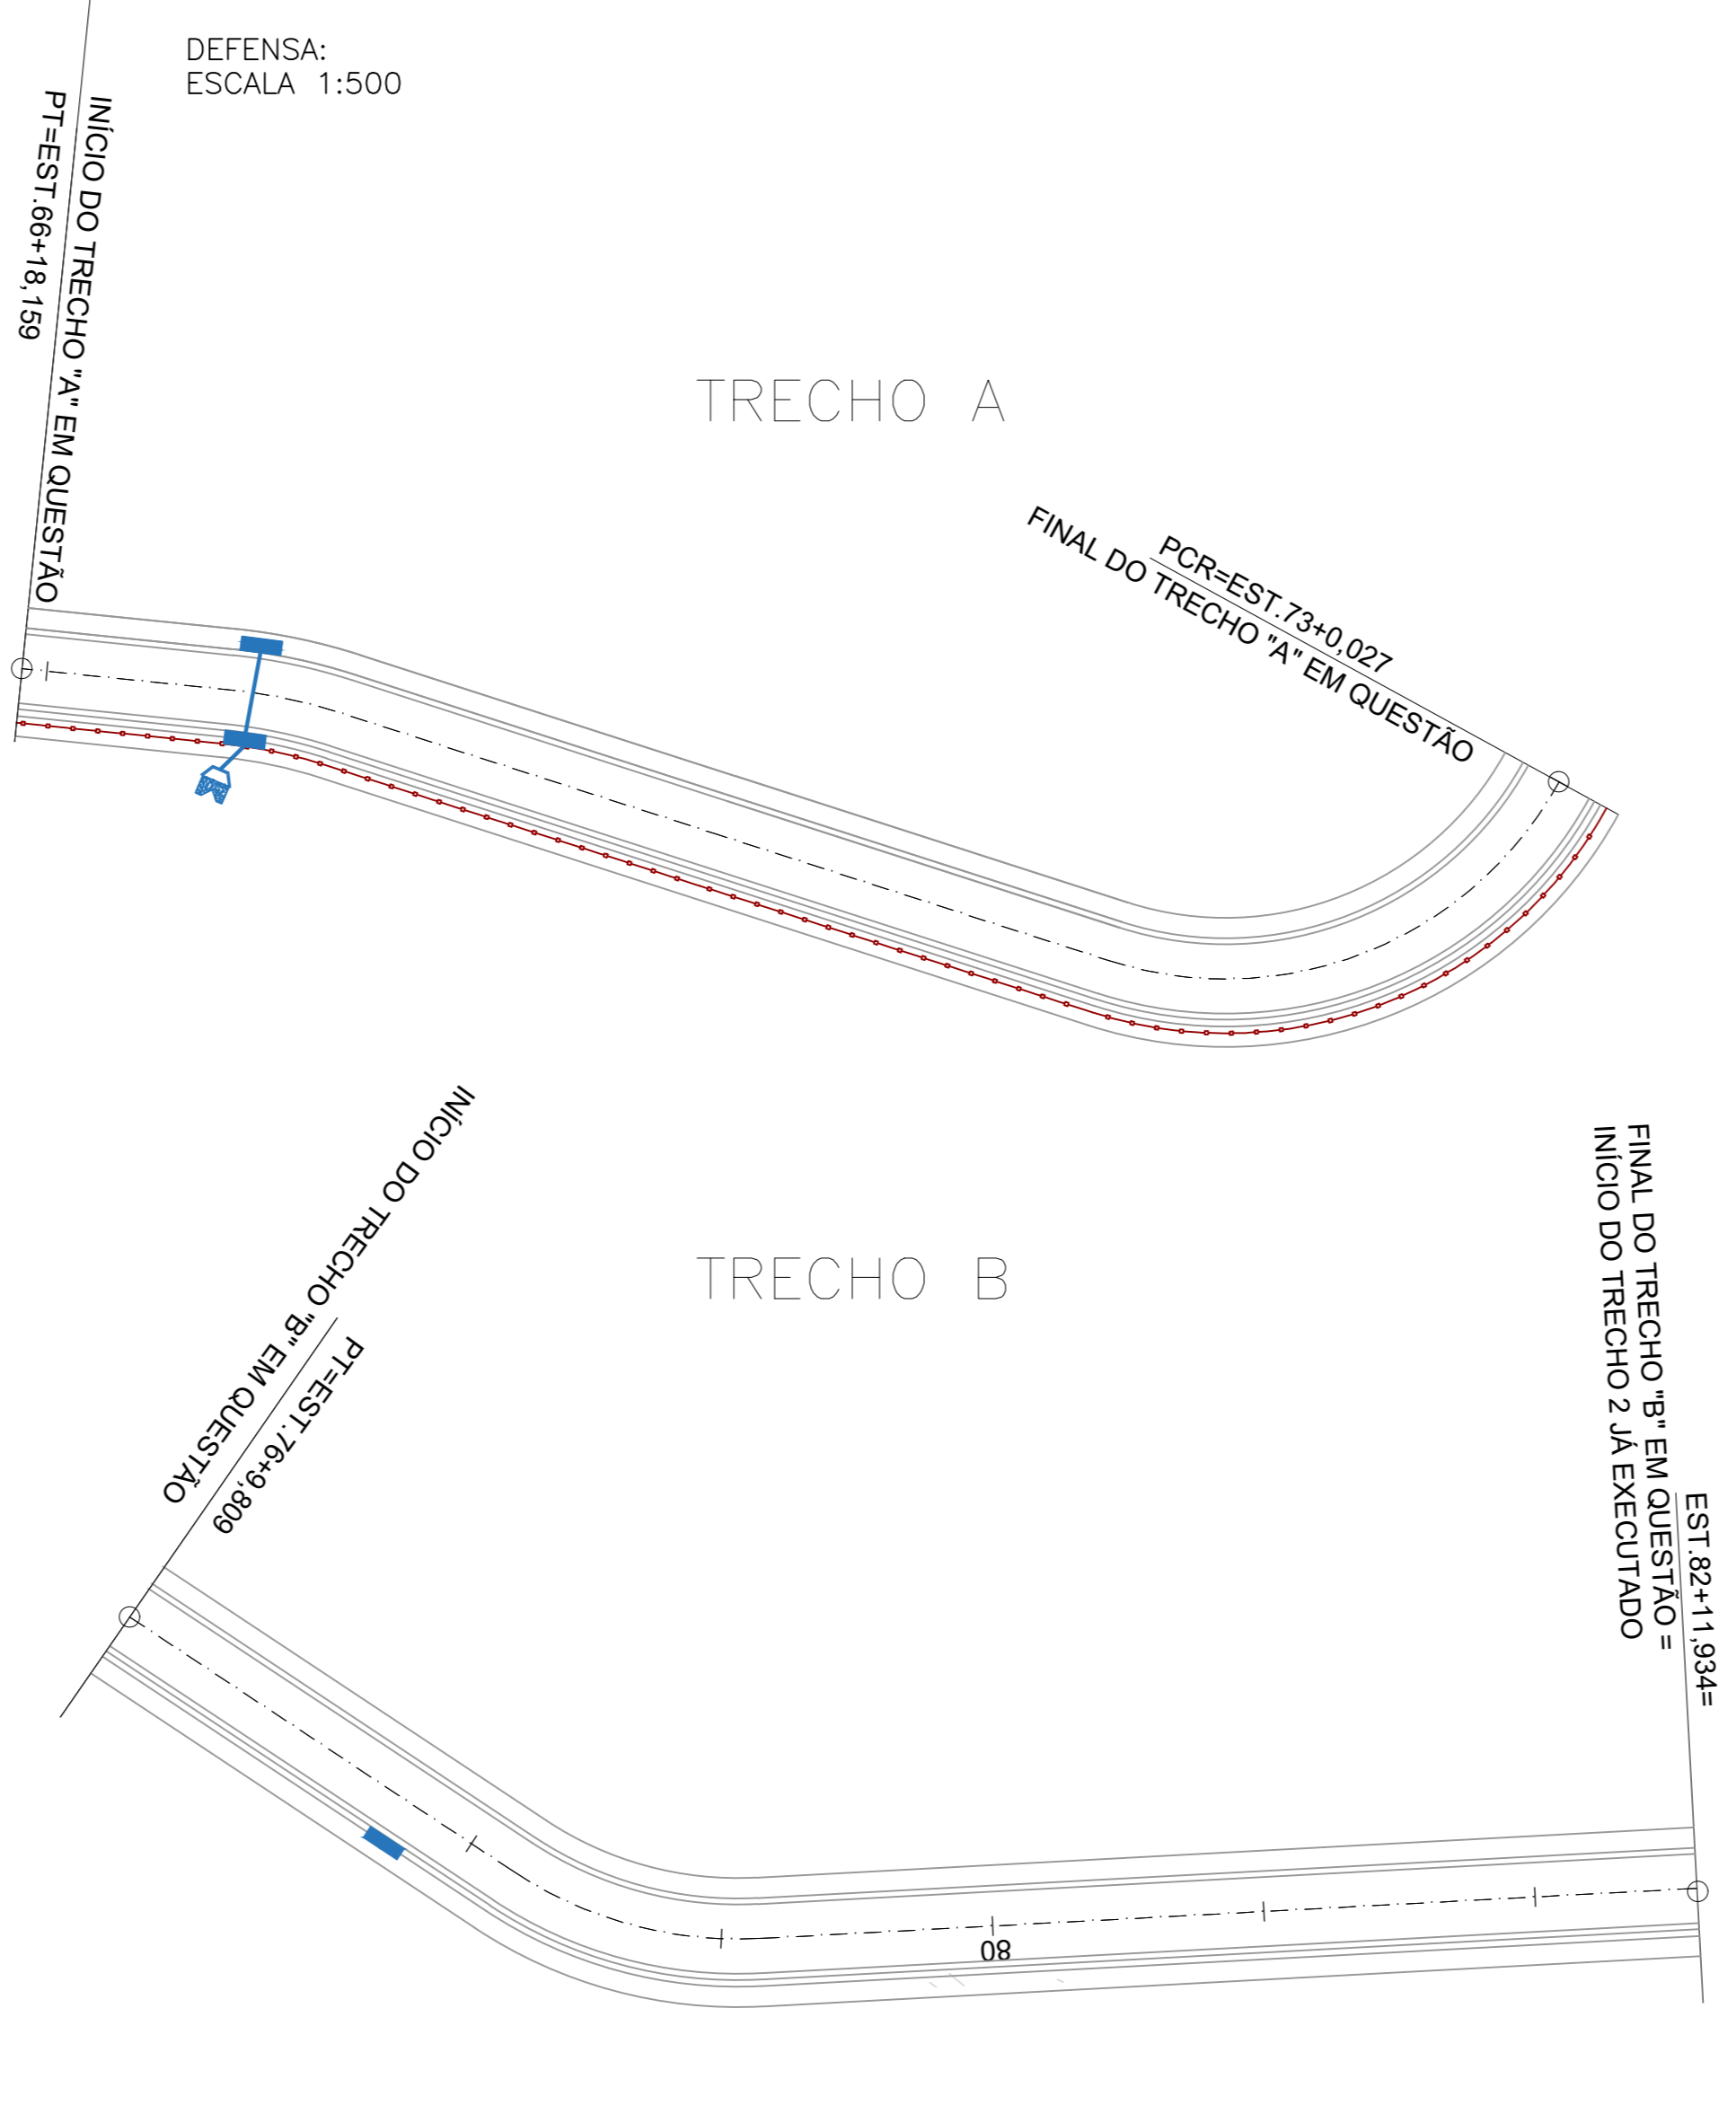 DEFENSA:
ESCALA 1:500
INÍCIO DO TRECHO "A" EM QUESTÃO
PT=EST.66+18,159
TRECHO A
PCR=EST.73+0,027
FINAL DO TRECHO "A" EM QUESTÃO
INÍCIO DO TRECHO "B" EM QUESTÃO
PT=EST.76+9,809
TRECHO B
EST.82+11,934=
FINAL DO TRECHO "B" EM QUESTÃO =
INÍCIO DO TRECHO 2 JÁ EXECUTADO
80